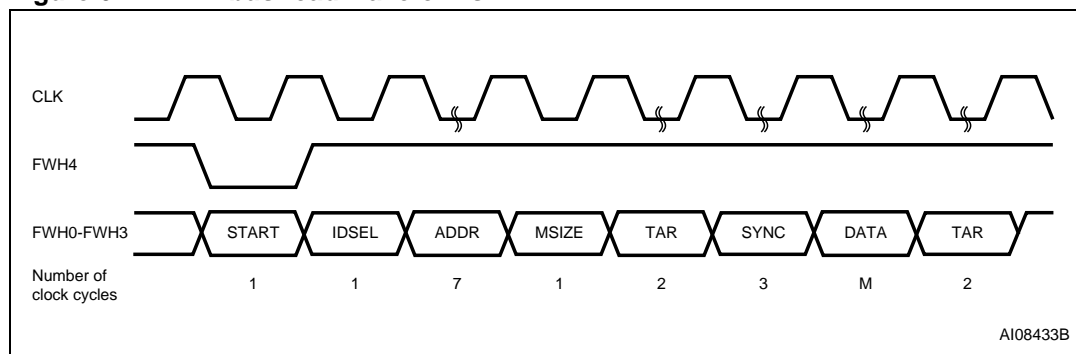 CLK
FWH4
FWH0-FWH3 START IDSEL ADDR MSIZE TAR SYNC DATA TAR
Number of
clock cycles 1 1 7 1 2 3 M 2
AI08433B